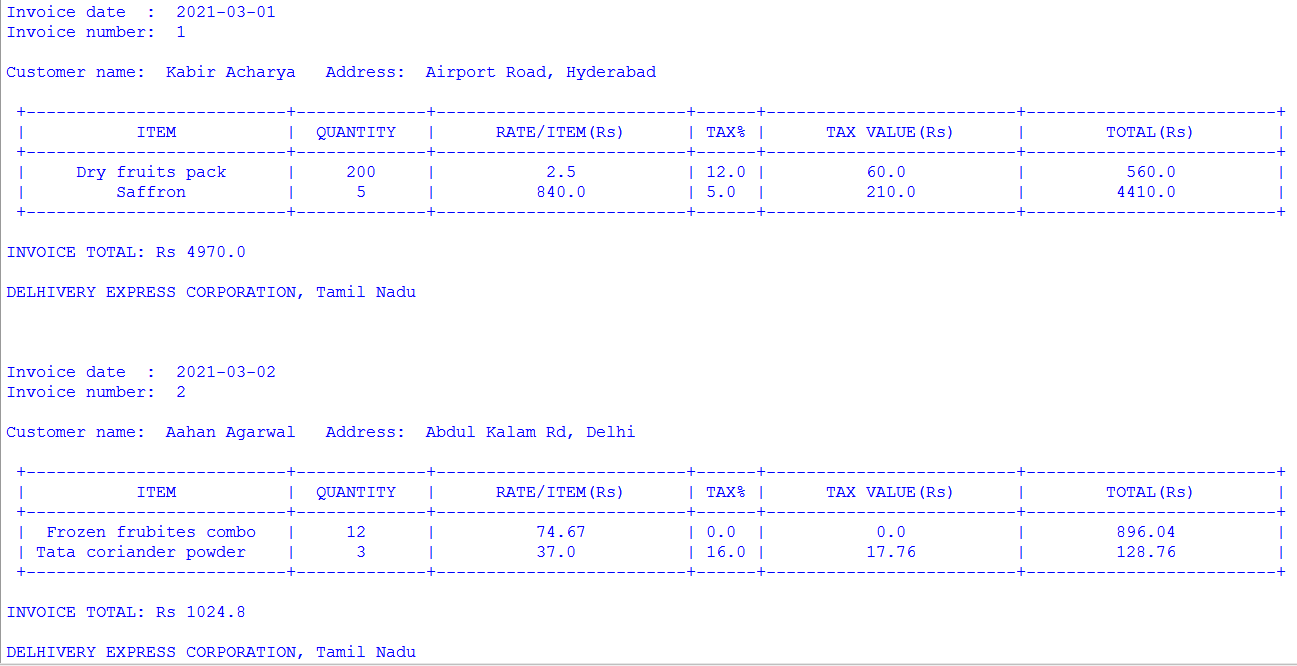 Invoice date  :  2021-03-01
Invoice number:  1
Customer name:  Kabir Acharya   Address:  Airport Road, Hyderabad
+--------------------------+-------------+-------------------------+------+-------------------------+-------------------------+
|           ITEM           |  QUANTITY   |      RATE/ITEM(Rs)      | TAX% |      TAX VALUE(Rs)      |        TOTAL(Rs)        |
+--------------------------+-------------+-------------------------+------+-------------------------+-------------------------+
|     Dry fruits pack      |     200     |           2.5           | 12.0 |          60.0           |          560.0          |
|         Saffron          |      5      |          840.0          | 5.0  |          210.0          |         4410.0          |
+--------------------------+-------------+-------------------------+------+-------------------------+-------------------------+
INVOICE TOTAL: Rs 4970.0
DELHIVERY EXPRESS CORPORATION, Tamil Nadu
Invoice date  :  2021-03-02
Invoice number:  2
Customer name:  Aahan Agarwal   Address:  Abdul Kalam Rd, Delhi
+--------------------------+-------------+-------------------------+------+-------------------------+-------------------------+
|           ITEM           |  QUANTITY   |      RATE/ITEM(Rs)      | TAX% |      TAX VALUE(Rs)      |        TOTAL(Rs)        |
+--------------------------+-------------+-------------------------+------+-------------------------+-------------------------+
|  Frozen frubites combo   |     12      |          74.67          | 0.0  |           0.0           |         896.04          |
| Tata coriander powder    |      3      |          37.0           | 16.0 |          17.76          |         128.76          |
+--------------------------+-------------+-------------------------+------+-------------------------+-------------------------+
INVOICE TOTAL: Rs 1024.8
DELHIVERY EXPRESS CORPORATION, Tamil Nadu